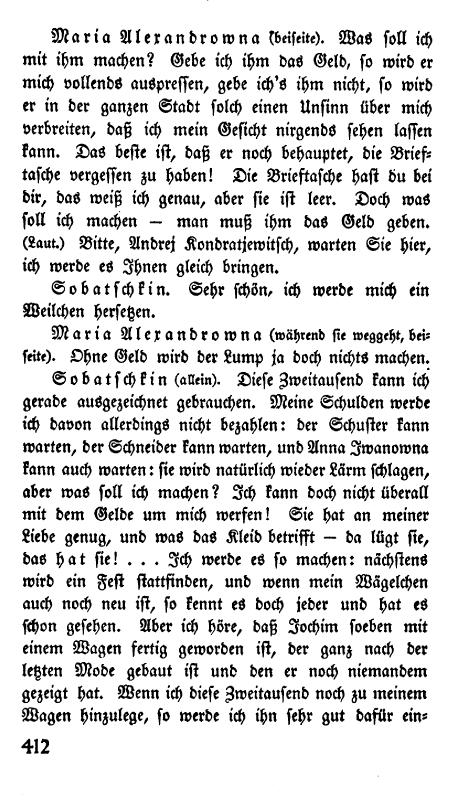 Maria Alexandrowna (beiseite). Was soll ich
mit ihm machen? Gebe ich ihm das Geld, so wird er
mich vollends auspressen, gebe ich's ihm nicht, so wird
er in der ganzen Stadt solch einen Unsinn über mich
verbreiten, daß ich mein Gesicht nirgends sehen lassen
kann. Das beste ist, daß er noch behauptet, die Brief-
tasche vergessen zu haben! Die Brieftasche hast du bei
dir, das weiß ich genau, aber sie ist leer. Doch was
soll ich machen — man muß ihm das Geld geben.
(Laut.) Bitte, Andrej Kondratjewitsch, warten Sie hier,
ich werde es Ihnen gleich bringen.
Sobatschkin. Sehr schön, ich werde mich ein
Weilchen hersetzen.
Maria Alexandrowna (während sie weggeht, bei-
seite). Ohne Geld wird der Lump ja doch nichts machen.
Sobatschkin (allein). Diese Zweitausend kann ich
gerade ausgezeichnet gebrauchen. Meine Schulden werde
ich davon allerdings nicht bezahlen: der Schuster kann
warten, der Schneider kann warten, und Anna Iwanowna
kann auch warten: sie wird natürlich wieder Lärm schlagen,
aber was soll ich machen? Ich kann doch nicht überall
mit dem Gelde um mich werfen! Sie hat an meiner
Liebe genug, und was das Kleid betrifft — da lügt sie,
das hat sie! . . . Ich werde es so machen: nächstens
wird ein Fest stattfinden, und wenn mein Wägelchen
auch noch neu ist, so kennt es doch jeder und hat es
schon gesehen. Aber ich höre, daß Jochim soeben mit
einem Wagen fertig geworden ist, der ganz nach der
letzten Mode gebaut ist und den er noch niemandem
gezeigt hat. Wenn ich diese Zweitausend noch zu meinem
Wagen hinzulege, so werde ich ihn sehr gut dafür ein-
412